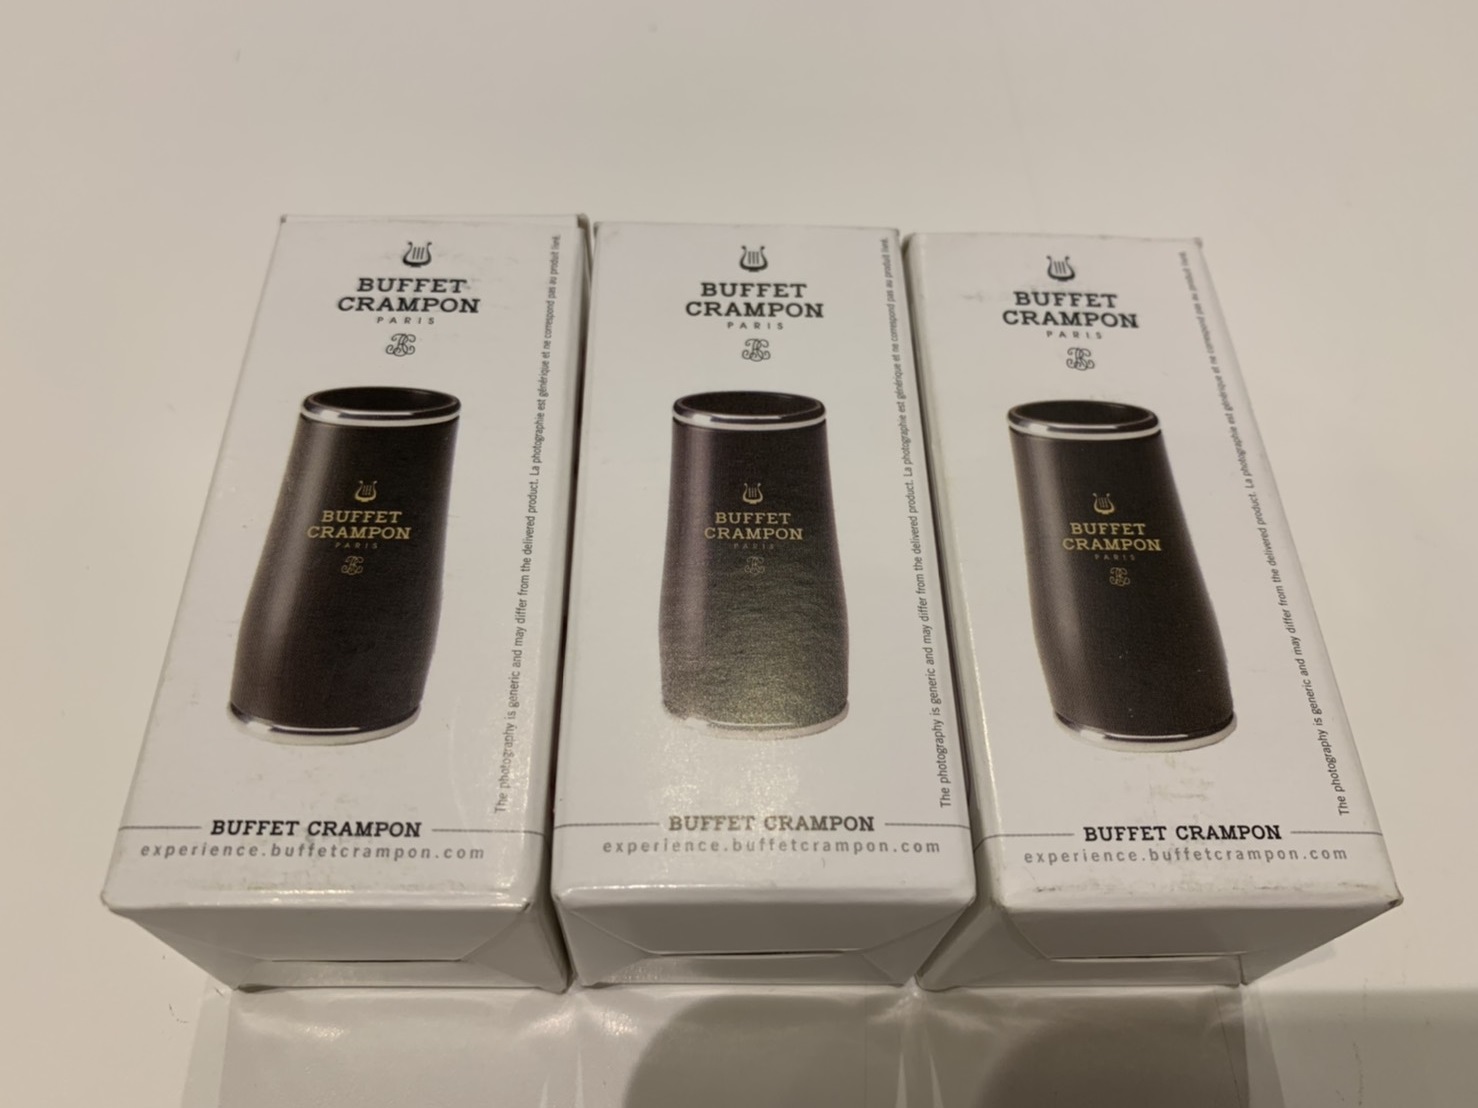 BUFFET
CRAMPON
PARIS
BUFFET
CRAMPON
PARIS
The photography is generic and may differ from the delivered product. La photographie est générique et ne correspond pas au produit livré.
BUFFET CRAMPON
experience.buffetcrampon.com
BUFFET
CRAMPON
PARIS
BUFFET
CRAMPON
PARIS
The photography is generic and may differ from the delivered product. La photographie est générique et ne correspond pas au produit livré.
BUFFET CRAMPON
experience.buffetcrampon.com
BUFFET
CRAMPON
PARIS
BUFFET
CRAMPON
PARIS
The photography is generic and may differ from the delivered product. La photographie est générique et ne correspond pas au produit livré.
BUFFET CRAMPON
experience.buffetcrampon.com